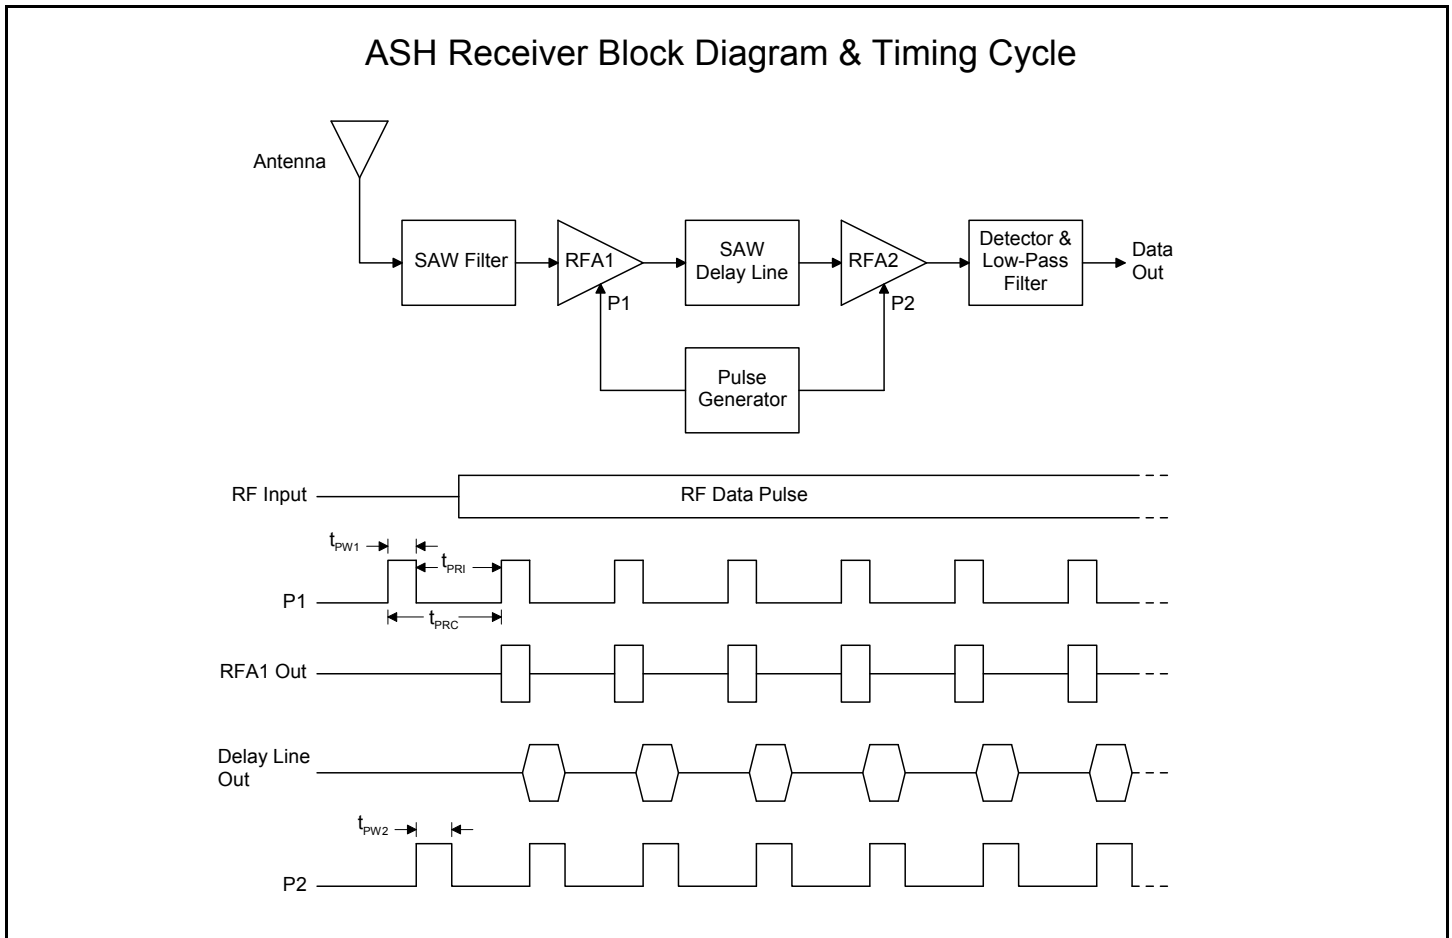 ASH Receiver Block Diagram & Timing Cycle
Antenna
SAW Filter
RFA1
SAW
Delay Line
RFA2
Detector &
Low-Pass
Filter
Data
Out
P1
P2
Pulse
Generator
RF Input
RF Data Pulse
tPW1
tPRI
P1
tPRC
RFA1 Out
Delay Line
Out
tPW2
P2